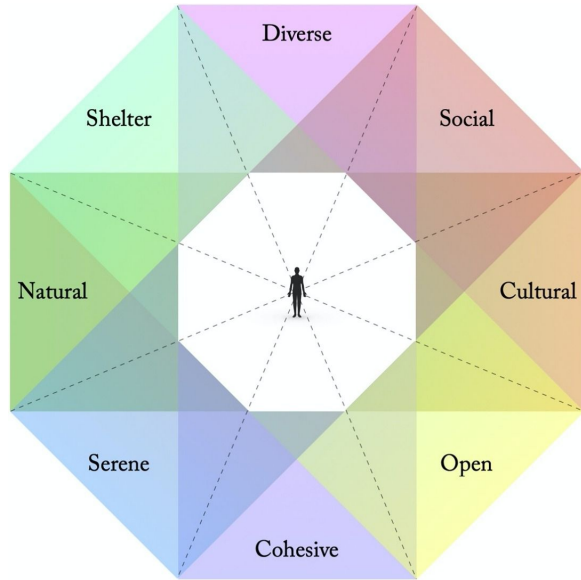 Diverse
Shelter
Social
Natural
Cultural
Serene
Open
Cohesive